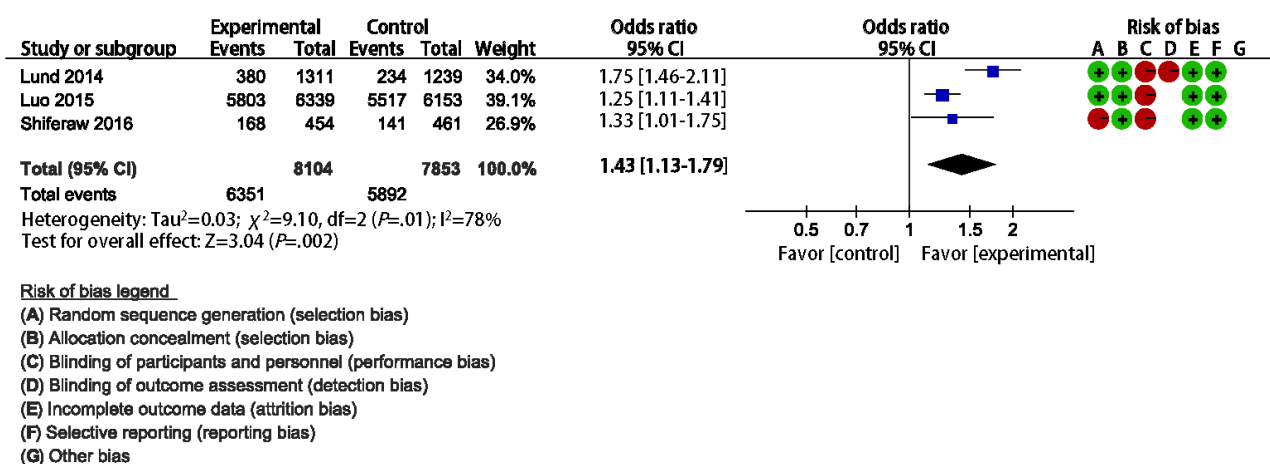 Experimental Control Odds ratio Odds ratio Risk of bias
Study or subgroup Events Total Events Total Weight 95% CI 95% CI A B C D E F G
Lund 2014 380 1311 234 1239 34.0% 1.75 [1.46-2.11] + + - - + +
Luo 2015 5803 6339 5517 6153 39.1% 1.25 [1.11-1.41] + + - + +
Shiferaw 2016 168 454 141 461 26.9% 1.33 [1.01-1.75] - + - + +
Total (95% CI) 8104 7853 100.0% 1.43 [1.13-1.79]
Total events 6351 5892
Heterogeneity: Tau²=0.03; χ²=9.10, df=2 (P=.01); I²=78%
Test for overall effect: Z=3.04 (P=.002)
0.5 0.7 1 1.5 2
Favor [control] Favor [experimental]
Risk of bias legend
(A) Random sequence generation (selection bias)
(B) Allocation concealment (selection bias)
(C) Blinding of participants and personnel (performance bias)
(D) Blinding of outcome assessment (detection bias)
(E) Incomplete outcome data (attrition bias)
(F) Selective reporting (reporting bias)
(G) Other bias